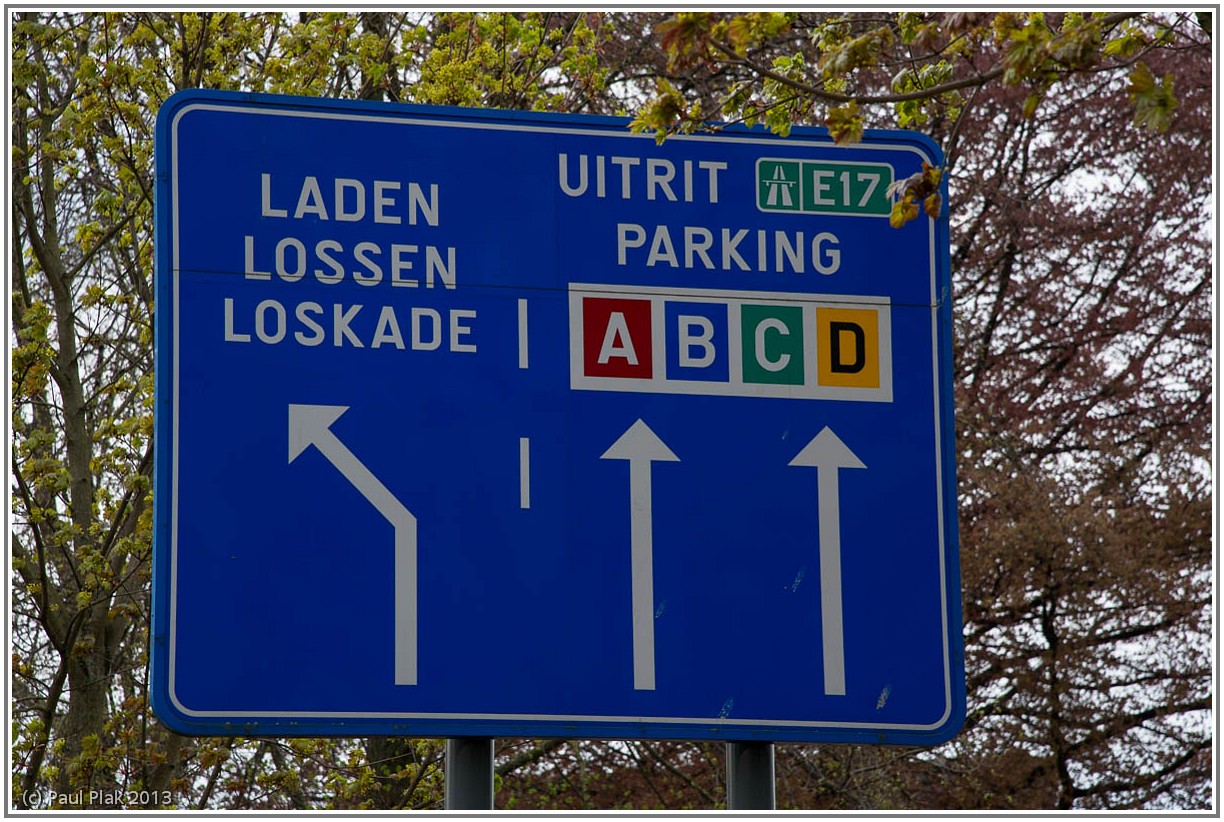 LADEN
LOSSEN
LOSKADE
UITRIT E17
PARKING
A B C D
(c) Paul Plak 2013